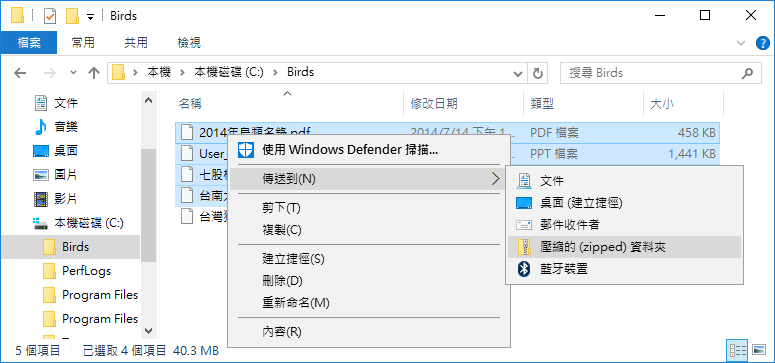 Birds
檔案 常用 共用 檢視
本機 本機磁碟 (C:) Birds
搜尋 Birds
名稱 修改日期 類型 大小
文件
音樂
桌面
圖片
影片
本機磁碟 (C:)
Birds
PerfLogs
Program Files
Program Files
2014年鳥類名錄.pdf 2014/7/14 下午 1... PDF 檔案 458 KB
User_ PPT 檔案 1,441 KB
七股
台南
台灣
使用 Windows Defender 掃描...
傳送到(N)
剪下(T)
複製(C)
建立捷徑(S)
刪除(D)
重新命名(M)
內容(R)
文件
桌面 (建立捷徑)
郵件收件者
壓縮的 (zipped) 資料夾
藍牙裝置
5 個項目 已選取 4 個項目 40.3 MB